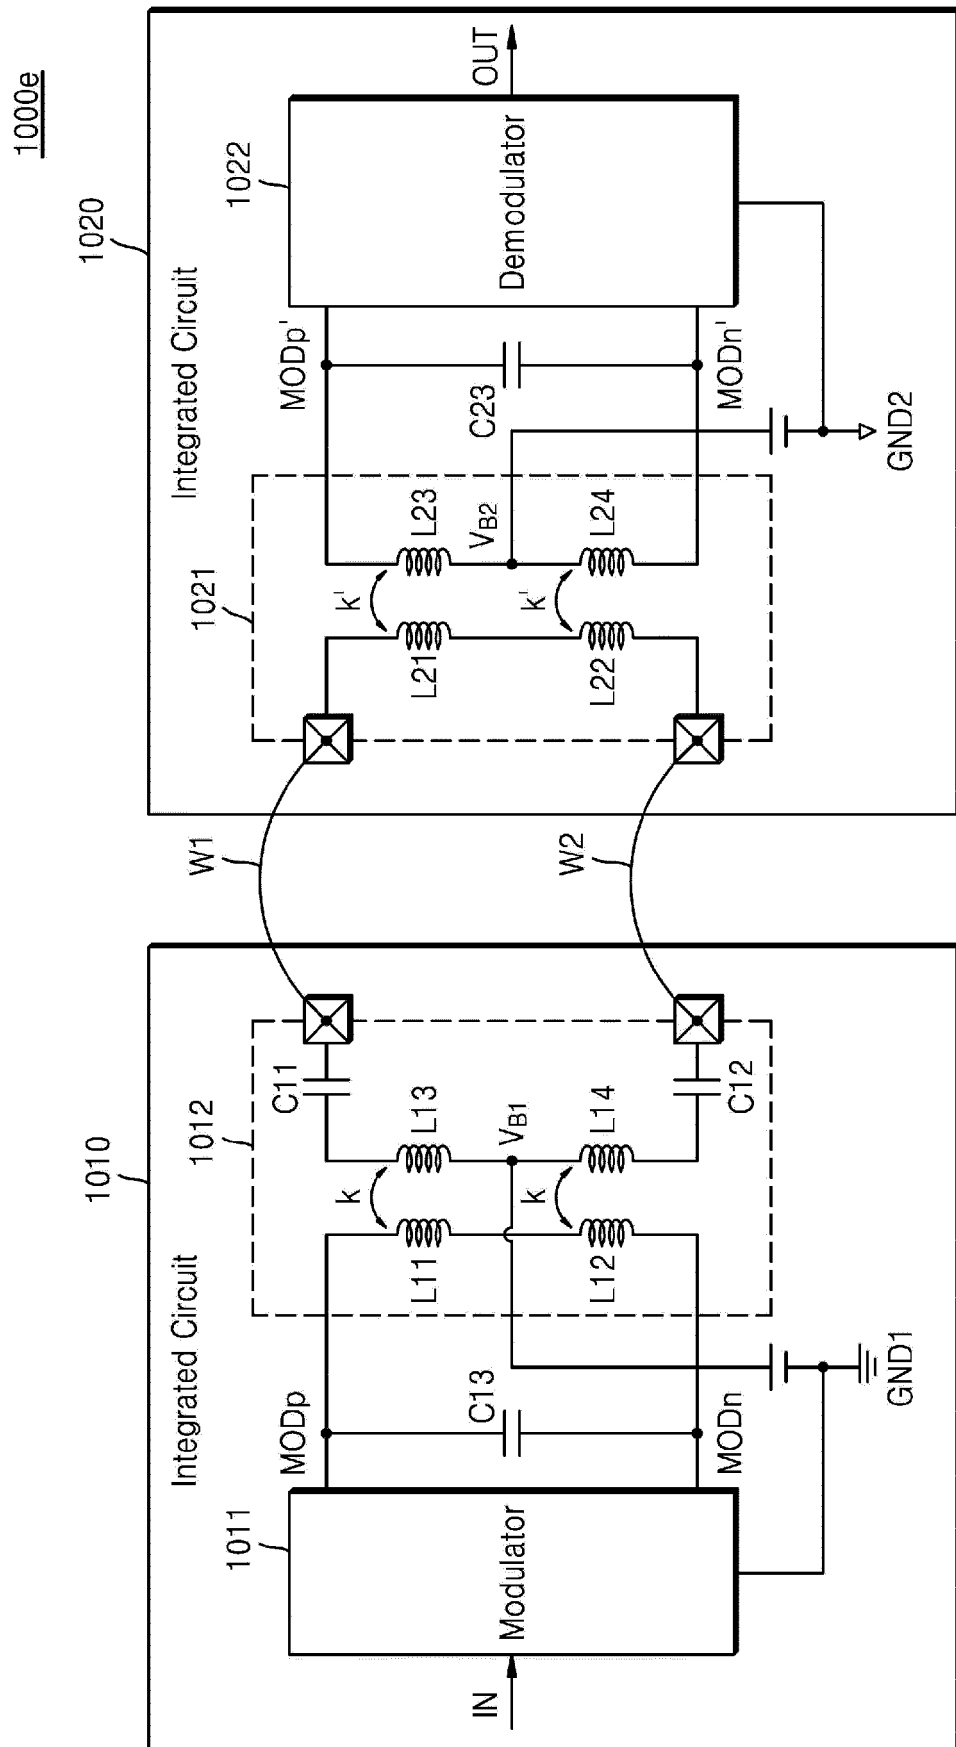 1000e
1010
Integrated Circuit
1011
Modulator
IN
MODp
C13
MODn
GND1
1012
L11
k
L13
VB1
L12
k
L14
C11
C12
W1
W2
1020
Integrated Circuit
1021
L21
k'
L23
VB2
L22
k'
L24
MODp'
C23
MODn'
GND2
1022
Demodulator
OUT